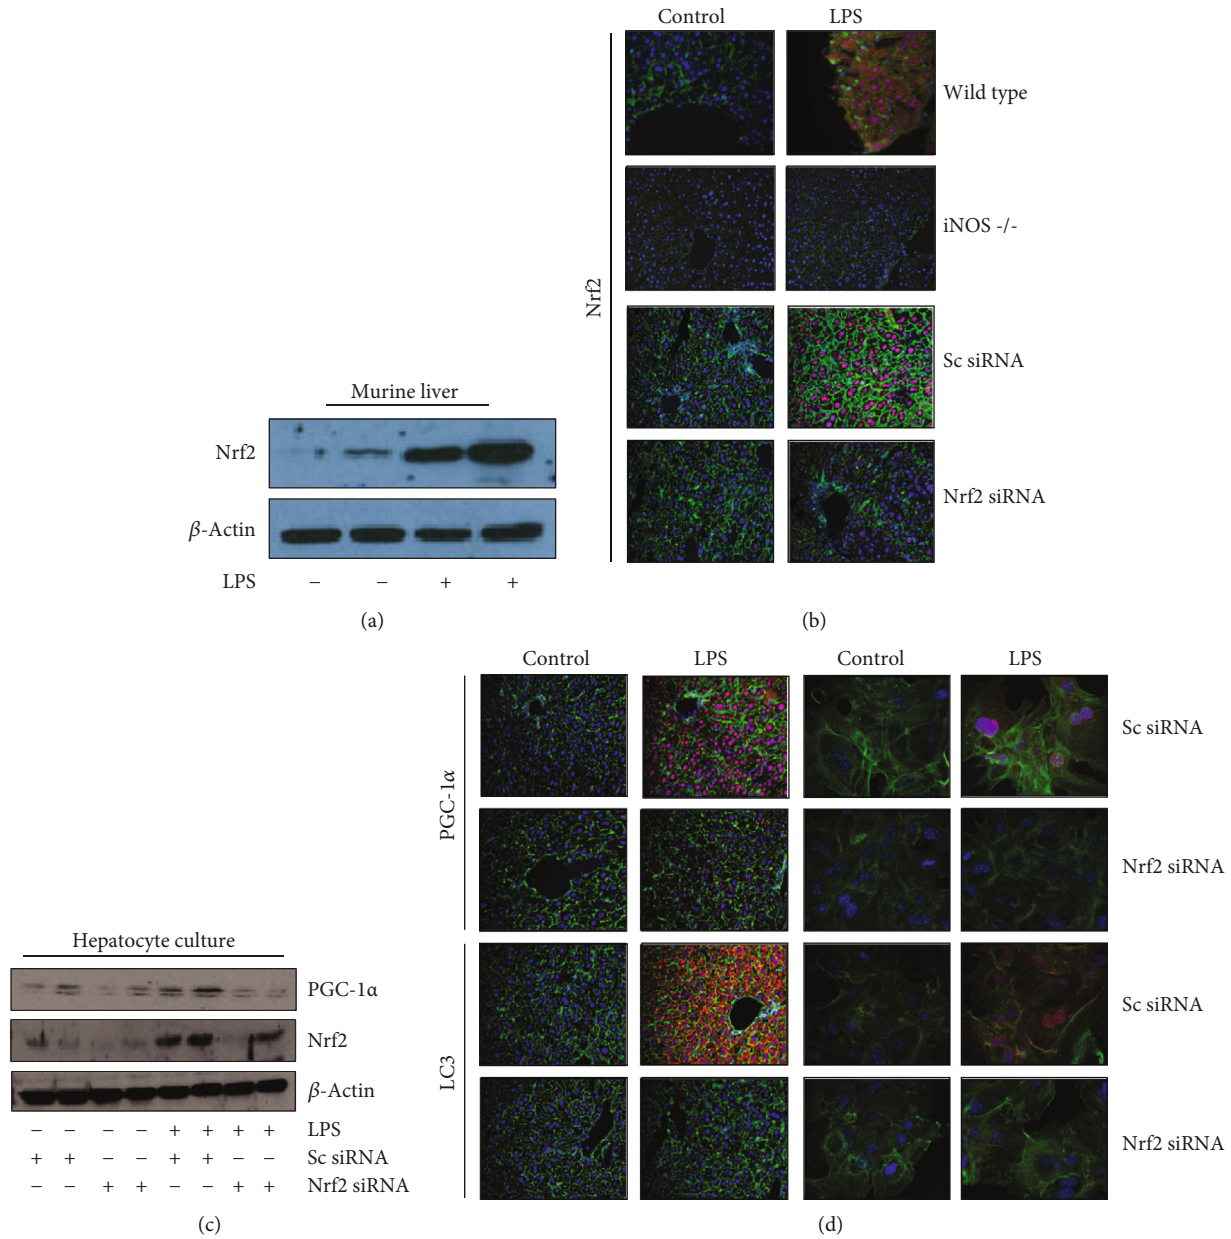 Control LPS
Wild type
iNOS -/-
Nrf2
Sc siRNA
Nrf2 siRNA
(b)
Murine liver
Nrf2
β-Actin
LPS − − + +
(a)
Hepatocyte culture
PGC-1α
Nrf2
β-Actin
− − − − + + + + LPS
+ + − − + + − − Sc siRNA
− − + + − − + + Nrf2 siRNA
(c)
Control LPS Control LPS
PGC-1α
Sc siRNA
Nrf2 siRNA
LC3
Sc siRNA
Nrf2 siRNA
(d)